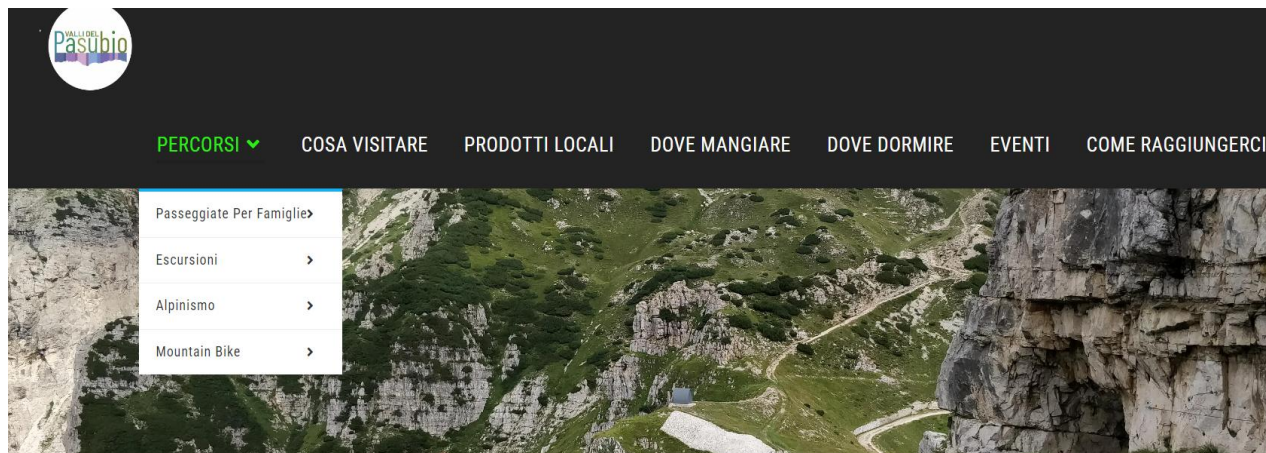 VALLI DEL
Pasubio
PERCORSI COSA VISITARE PRODOTTI LOCALI DOVE MANGIARE DOVE DORMIRE EVENTI COME RAGGIUNGERCI
Passeggiate Per Famiglie
Escursioni
Alpinismo
Mountain Bike